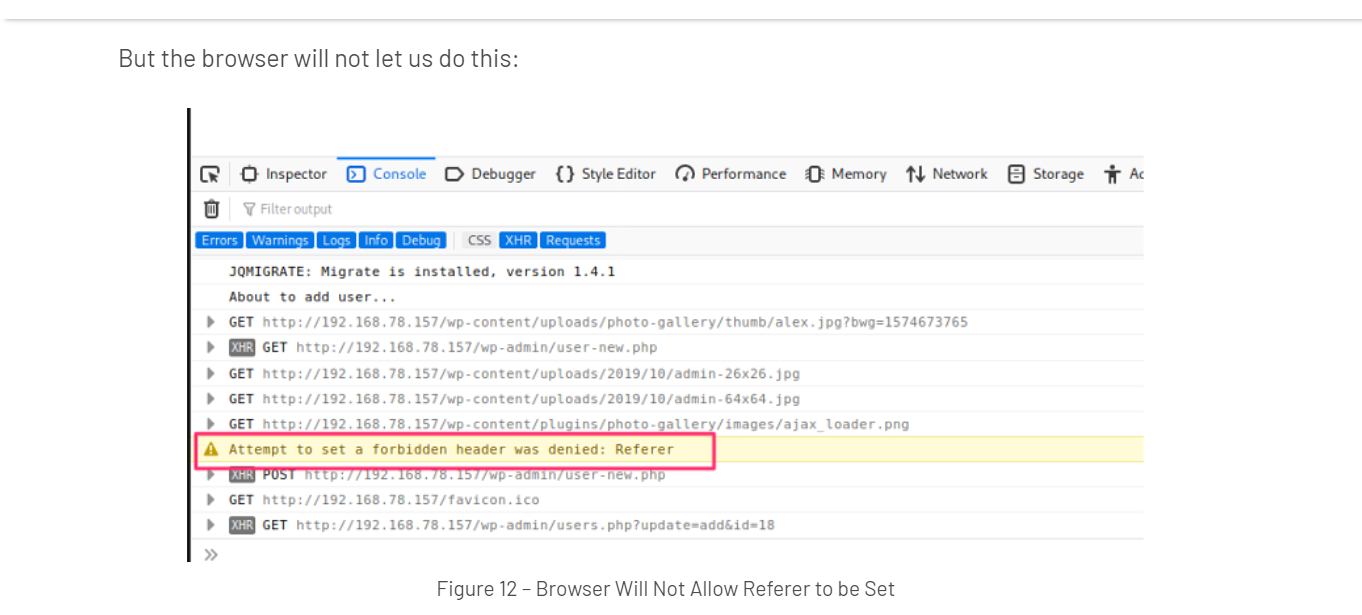 But the browser will not let us do this:
Inspector Console Debugger {} Style Editor Performance Memory Network Storage Ac
Filter output
Errors Warnings Logs Info Debug CSS XHR Requests
JQMIGRATE: Migrate is installed, version 1.4.1
About to add user...
GET http://192.168.78.157/wp-content/uploads/photo-gallery/thumb/alex.jpg?bwg=1574673765
XHR GET http://192.168.78.157/wp-admin/user-new.php
GET http://192.168.78.157/wp-content/uploads/2019/10/admin-26x26.jpg
GET http://192.168.78.157/wp-content/uploads/2019/10/admin-64x64.jpg
GET http://192.168.78.157/wp-content/plugins/photo-gallery/images/ajax_loader.png
Attempt to set a forbidden header was denied: Referer
XHR POST http://192.168.78.157/wp-admin/user-new.php
GET http://192.168.78.157/favicon.ico
XHR GET http://192.168.78.157/wp-admin/users.php?update=add&id=18
Figure 12 – Browser Will Not Allow Referer to be Set